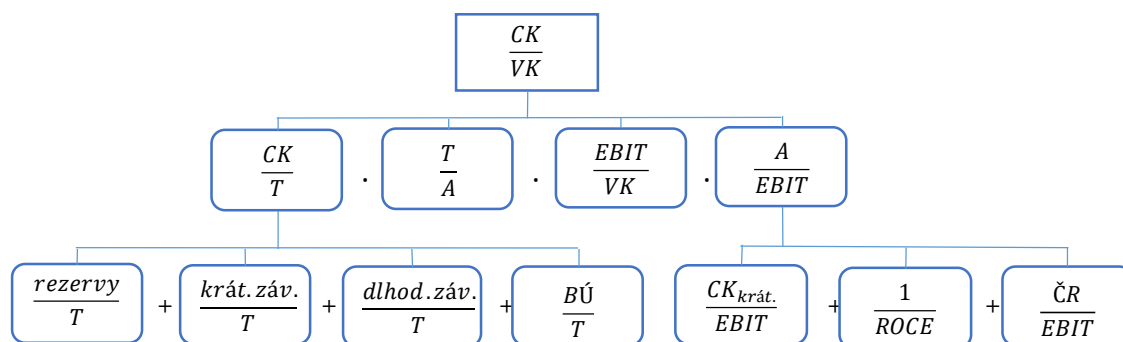 CK/VK
CK/T . T/A . EBIT/VK . A/EBIT
rezervy/T + krát.záv./T + dlhod.záv./T + BÚ/T CK_krát./EBIT + 1/ROCE + ČR/EBIT